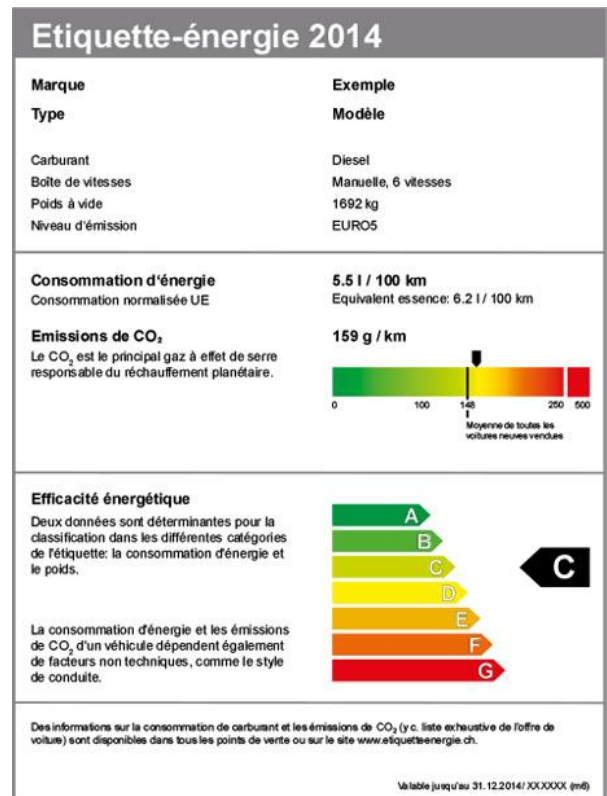 Etiquette-énergie 2014
Marque Exemple
Type Modèle
Carburant Diesel
Boîte de vitesses Manuelle, 6 vitesses
Poids à vide 1692 kg
Niveau d'émission EURO5
Consommation d'énergie 5.5 l / 100 km
Consommation normalisée UE Equivalent essence: 6.2 l / 100 km
Emissions de CO₂ 159 g / km
Le CO₂ est le principal gaz à effet de serre
responsable du réchauffement planétaire.
0 100 148 250 500
Moyenne de toutes les
voitures neuves vendues
Efficacité énergétique
Deux données sont déterminantes pour la
classification dans les différentes catégories
de l'étiquette: la consommation d'énergie et
le poids.
La consommation d'énergie et les émissions
de CO₂ d'un véhicule dépendent également
de facteurs non techniques, comme le style
de conduite.
A
B
C
D
E
F
G
C
Des informations sur la consommation de carburant et les émissions de CO₂ (y c. liste exhaustive de l'offre de
voiture) sont disponibles dans tous les points de vente ou sur le site www.etiquetteenergie.ch.
Valable jusqu'au 31.12.2014/ XXXXXX (m6)